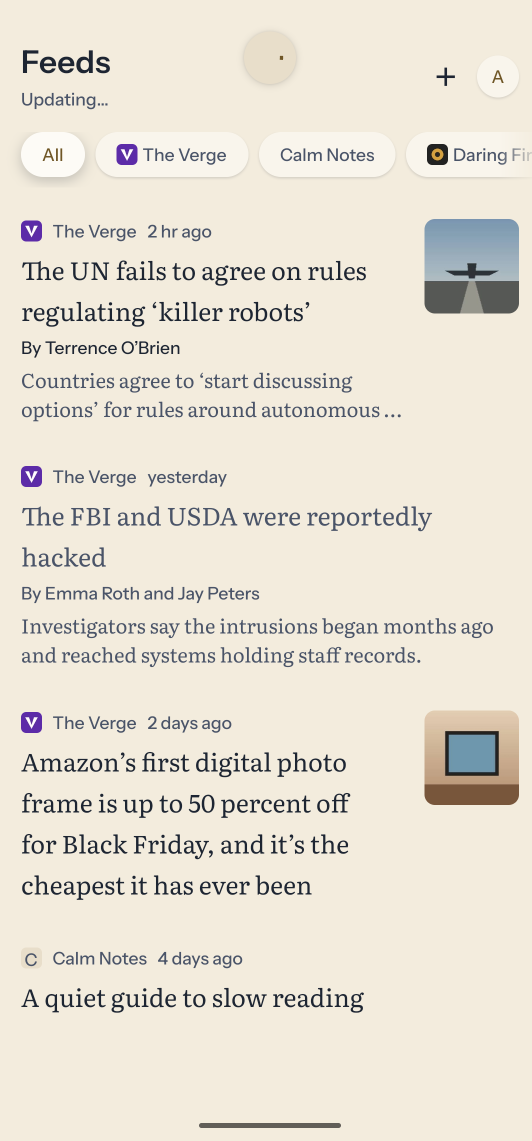 Feeds
Updating...
A
All
The Verge
Calm Notes
Daring Fir
The Verge 2 hr ago
The UN fails to agree on rules
regulating ‘killer robots’
By Terrence O’Brien
Countries agree to ‘start discussing
options’ for rules around autonomous ...
The Verge yesterday
The FBI and USDA were reportedly
hacked
By Emma Roth and Jay Peters
Investigators say the intrusions began months ago
and reached systems holding staff records.
The Verge 2 days ago
Amazon’s first digital photo
frame is up to 50 percent off
for Black Friday, and it’s the
cheapest it has ever been
C Calm Notes 4 days ago
A quiet guide to slow reading